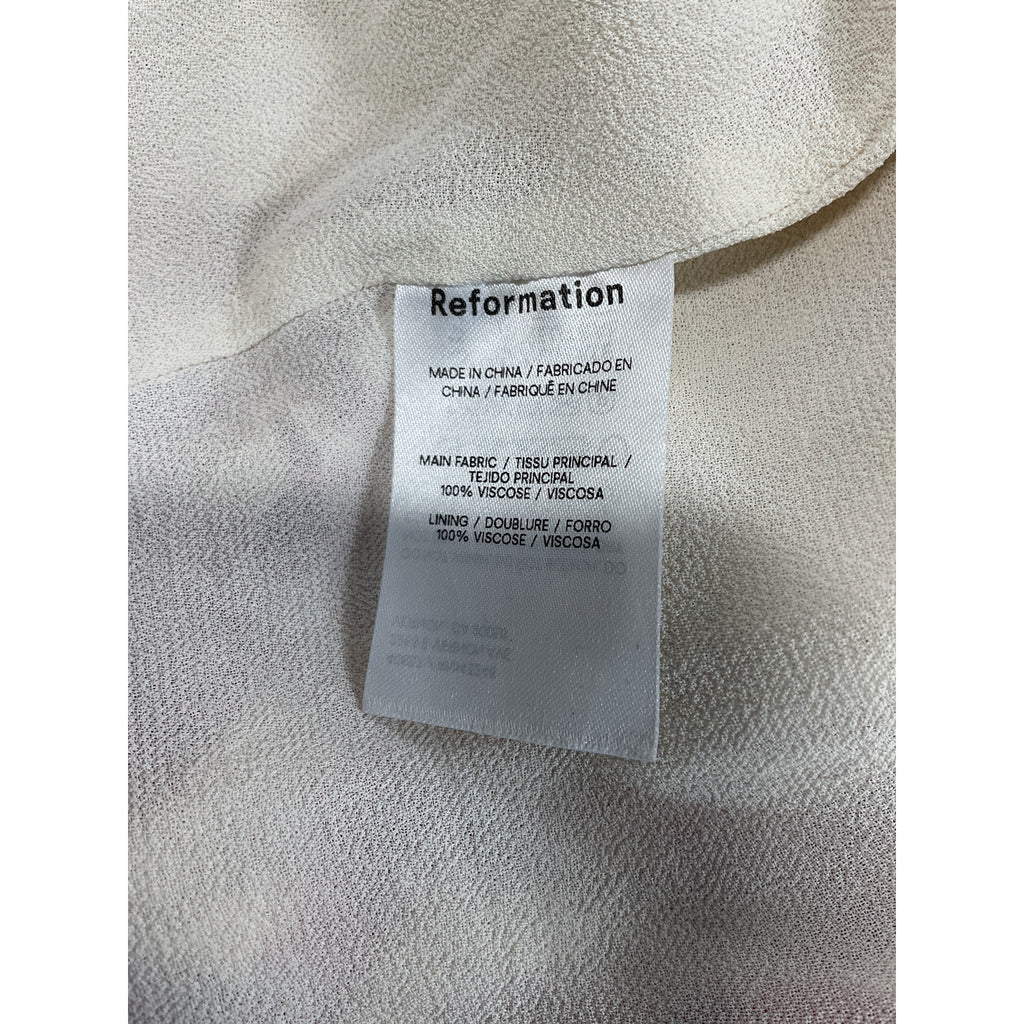 Reformation
MADE IN CHINA / FABRICADO EN
CHINA / FABRIQUÉ EN CHINE
MAIN FABRIC / TISSU PRINCIPAL /
TEJIDO PRINCIPAL
100% VISCOSE / VISCOSA
LINING / DOUBLURE / FORRO
100% VISCOSE / VISCOSA